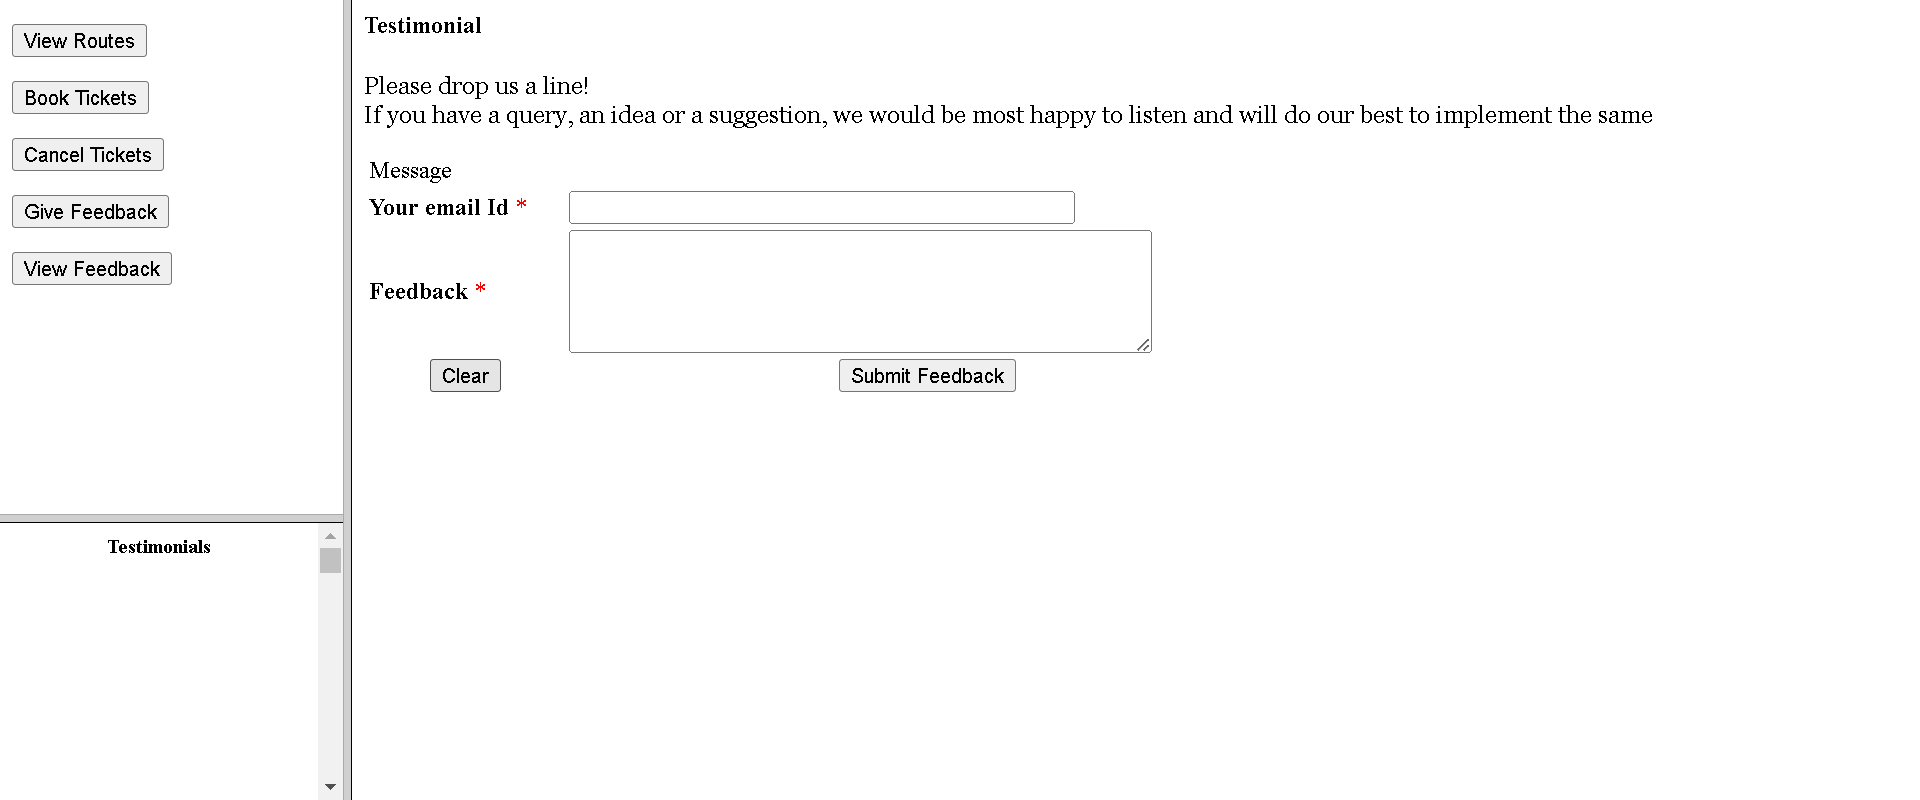 View Routes
Book Tickets
Cancel Tickets
Give Feedback
View Feedback
Testimonials
Testimonial
Please drop us a line!
If you have a query, an idea or a suggestion, we would be most happy to listen and will do our best to implement the same
Message
Your email Id *
Feedback *
Clear Submit Feedback